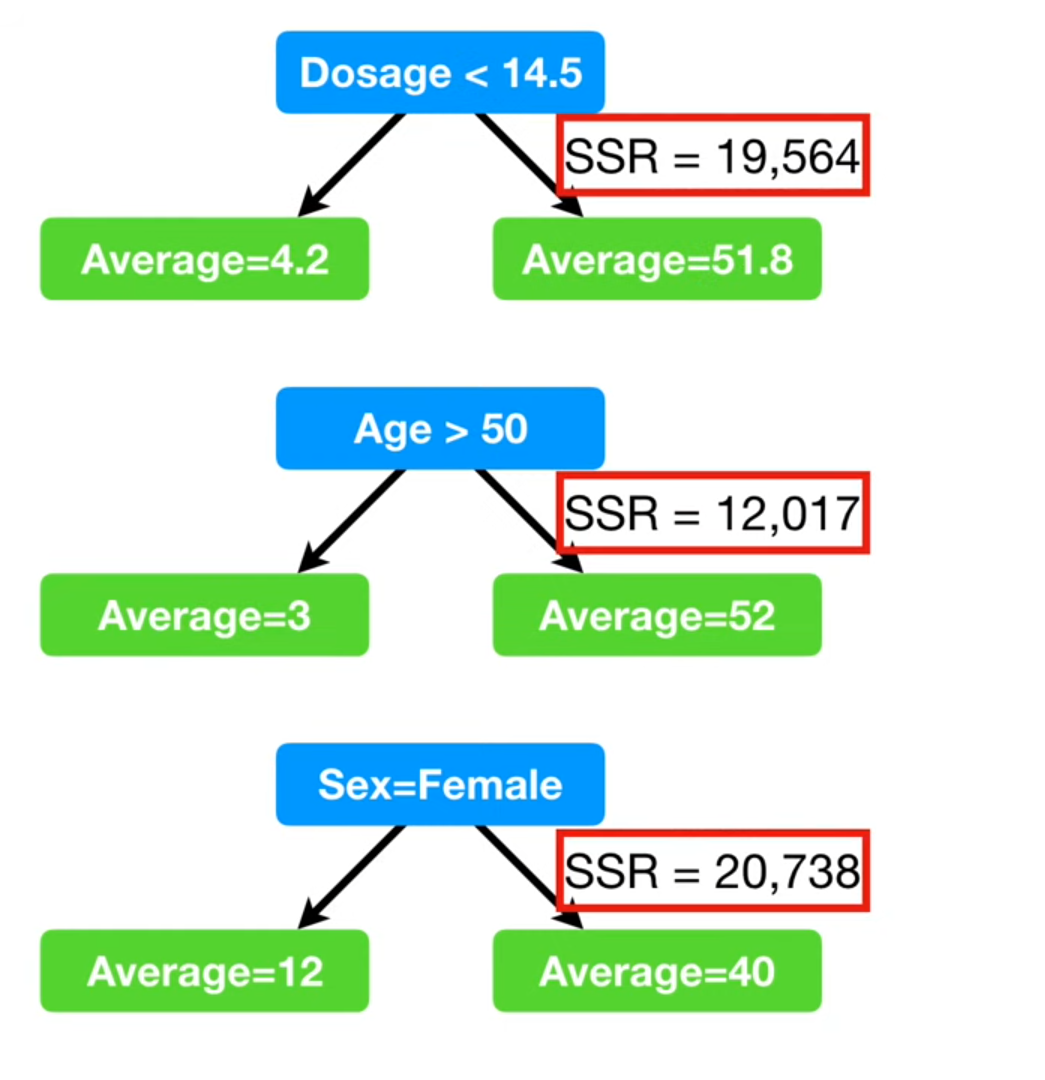 Dosage < 14.5
SSR = 19,564
Average=4.2
Average=51.8
Age > 50
SSR = 12,017
Average=3
Average=52
Sex=Female
SSR = 20,738
Average=12
Average=40